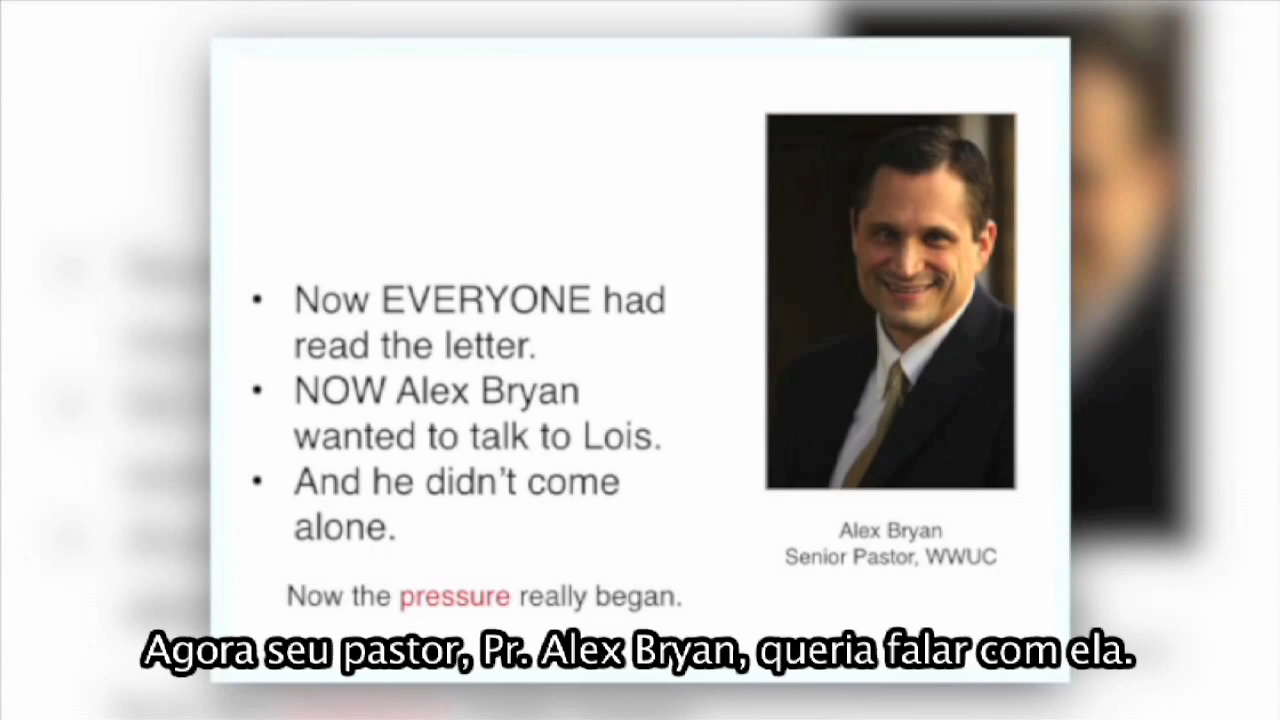 • Now EVERYONE had
read the letter.
• NOW Alex Bryan
wanted to talk to Lois.
• And he didn't come
alone.
Now the pressure really began.
Alex Bryan
Senior Pastor, WWUC
Agora seu pastor, Pr. Alex Bryan, queria falar com ela.